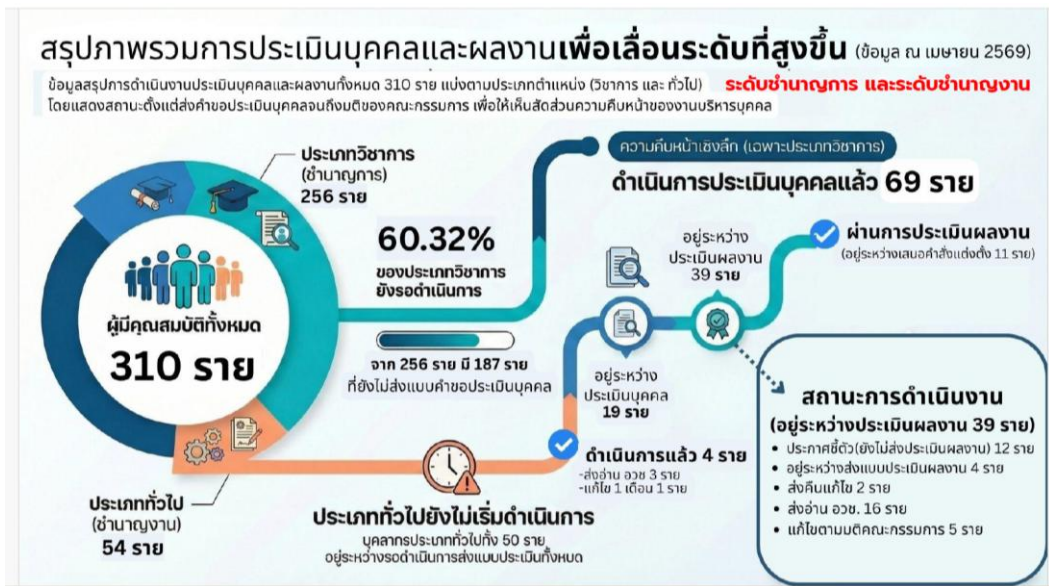 สรุปภาพรวมการประเมินบุคคลและผลงานเพื่อเลื่อนระดับที่สูงขึ้น (ข้อมูล ณ เมษายน 2569)
ข้อมูลสรุปการดำเนินงานประเมินบุคคลและผลงานทั้งหมด 310 ราย แบ่งตามประเภทตำแหน่ง (วิชาการ และ ทั่วไป) ระดับชำนาญการ และระดับชำนาญงาน
โดยแสดงสถานะตั้งแต่ส่งคำขอประเมินบุคคลจนถึงมติของคณะกรรมการ เพื่อให้เห็นสัดส่วนความคืบหน้าของงานบริหารบุคคล
ประเภทวิชาการ
(ชำนาญการ)
256 ราย
ผู้มีคุณสมบัติทั้งหมด
310 ราย
ประเภททั่วไป
(ชำนาญงาน)
54 ราย
60.32%
ของประเภทวิชาการ
ยังรอดำเนินการ
จาก 256 ราย มี 187 ราย
ที่ยังไม่ส่งแบบคำขอประเมินบุคคล
ประเภททั่วไปยังไม่เริ่มดำเนินการ
บุคลากรประเภททั่วไปทั้ง 50 ราย
อยู่ระหว่างรอดำเนินการส่งแบบประเมินทั้งหมด
ดำเนินการแล้ว 4 ราย
-ส่งอ่าน อวช 3 ราย
-แก้ไข 1 เดือน 1 ราย
ความคืบหน้าเชิงลึก (เฉพาะประเภทวิชาการ)
ดำเนินการประเมินบุคคลแล้ว 69 ราย
อยู่ระหว่าง
ประเมินบุคคล
19 ราย
อยู่ระหว่าง
ประเมินผลงาน
39 ราย
ผ่านการประเมินผลงาน
(อยู่ระหว่างเสนอคำสั่งแต่งตั้ง 11 ราย)
สถานะการดำเนินงาน
(อยู่ระหว่างประเมินผลงาน 39 ราย)
• ประกาศชี้ตัว(ยังไม่ส่งประเมินผลงาน) 12 ราย
• อยู่ระหว่างส่งแบบประเมินผลงาน 4 ราย
• ส่งคืนแก้ไข 2 ราย
• ส่งอ่าน อวช. 16 ราย
• แก้ไขตามมติคณะกรรมการ 5 ราย